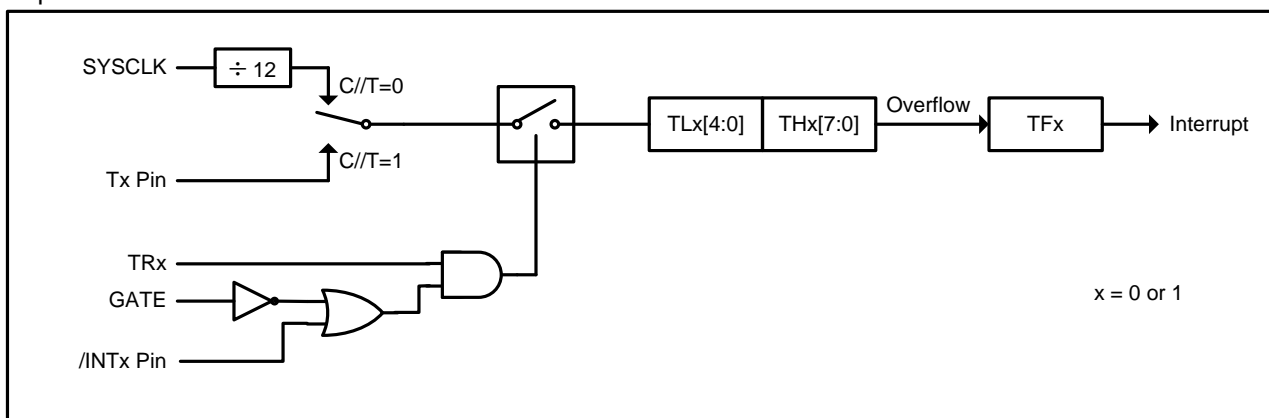 SYSCLK
÷ 12
C//T=0
TLx[4:0]
THx[7:0]
Overflow
TFx
Interrupt
C//T=1
Tx Pin
TRx
GATE
x = 0 or 1
/INTx Pin